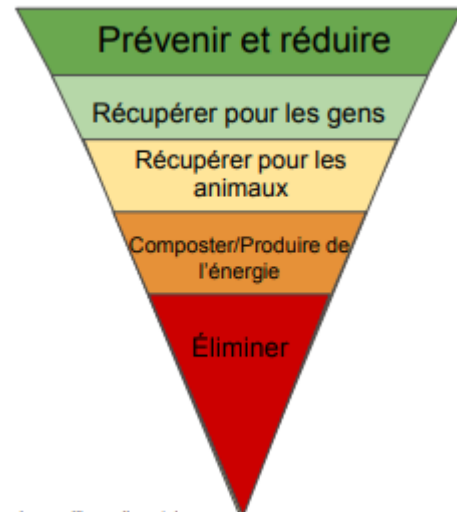 Prévenir et réduire
Récupérer pour les gens
Récupérer pour les
animaux
Composter/Produire de
l'énergie
Éliminer